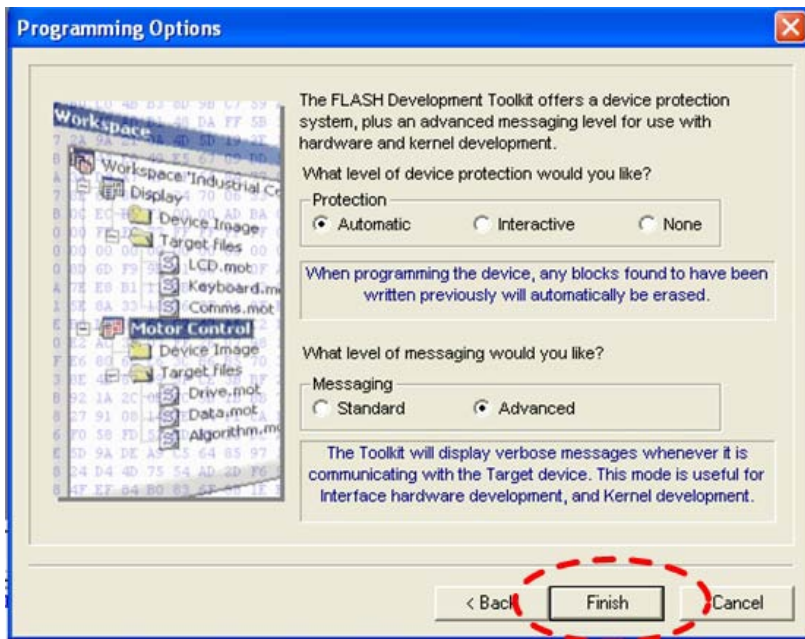 Programming Options
The FLASH Development Toolkit offers a device protection
system, plus an advanced messaging level for use with
hardware and kernel development.
What level of device protection would you like?
Protection
Automatic Interactive None
When programming the device, any blocks found to have been
written previously will automatically be erased.
What level of messaging would you like?
Messaging
Standard Advanced
The Toolkit will display verbose messages whenever it is
communicating with the Target device. This mode is useful for
Interface hardware development, and Kernel development.
Workspace
Workspace "Industrial Ce
Display
Device Image
Target files
LCD.mot
Keyboard.mo
Comms.mot
Motor Control
Device Image
Target files
Drive.mot
Data.mot
Algorithm.mo
< Back Finish Cancel